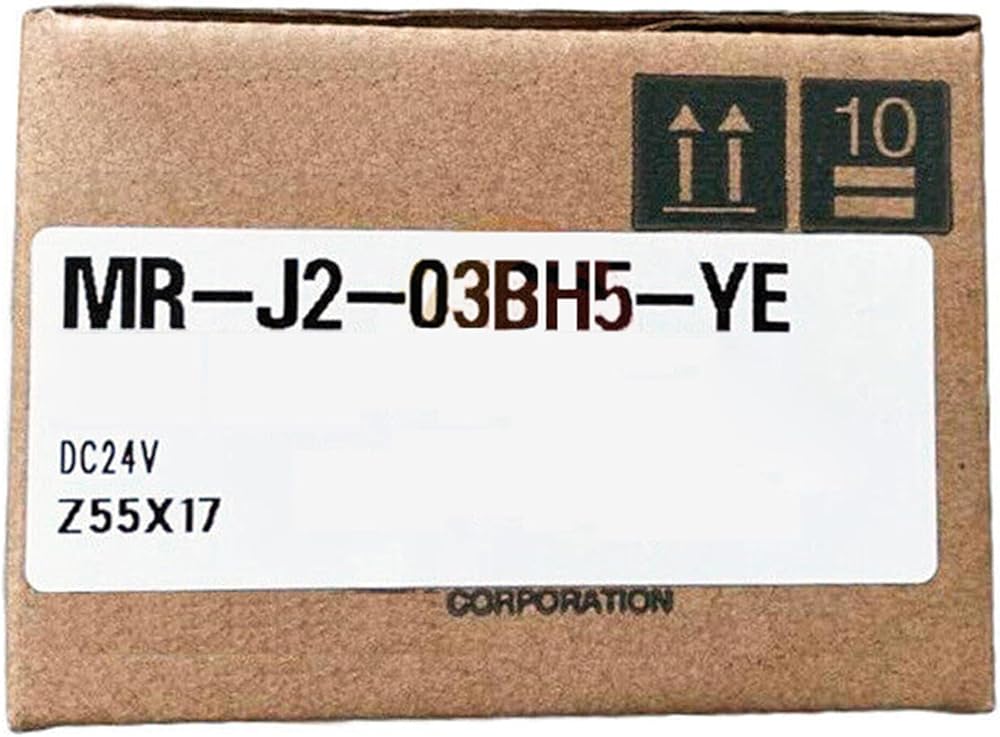 10
MR-J2-03BH5-YE
DC24V
Z55X17
CORPORATION